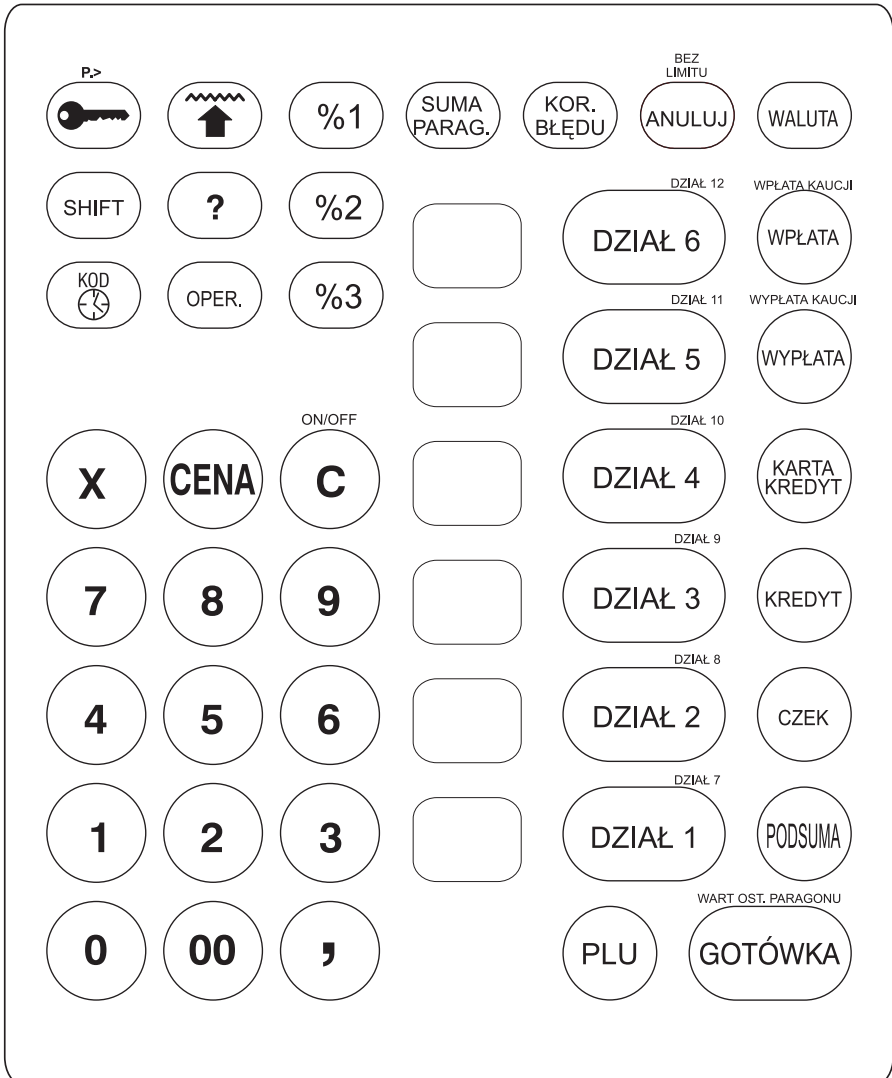 P.>
%1
SUMA
PARAG.
KOR.
BŁĘDU
BEZ
LIMITU
ANULUJ
WALUTA
SHIFT
?
%2
DZIAŁ 12
DZIAŁ 6
WPŁATA KAUCJI
WPŁATA
KOD
OPER.
%3
DZIAŁ 11
DZIAŁ 5
WYPŁATA KAUCJI
WYPŁATA
X
CENA
ON/OFF
C
DZIAŁ 10
DZIAŁ 4
KARTA
KREDYT
7
8
9
DZIAŁ 9
DZIAŁ 3
KREDYT
4
5
6
DZIAŁ 8
DZIAŁ 2
CZEK
1
2
3
DZIAŁ 7
DZIAŁ 1
PODSUMA
0
00
,
PLU
WART OST. PARAGONU
GOTÓWKA